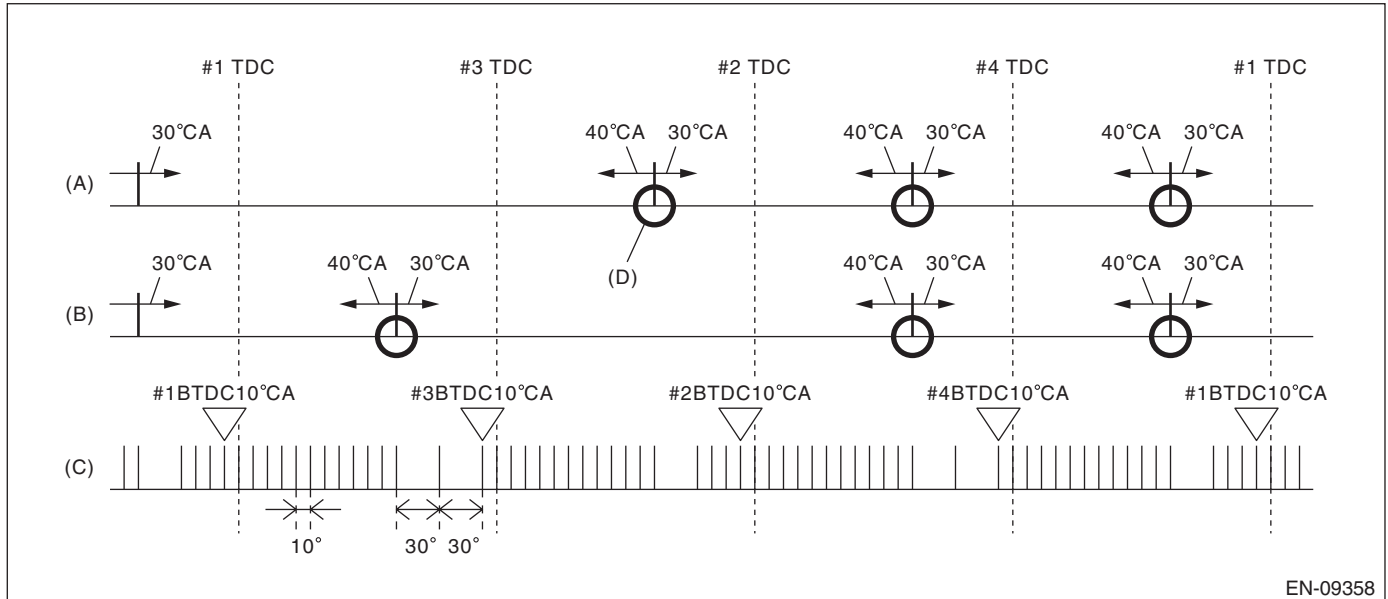 #1 TDC #3 TDC #2 TDC #4 TDC #1 TDC
30°CA 40°CA 30°CA 40°CA 30°CA 40°CA 30°CA
(A)
(D)
30°CA 40°CA 30°CA 40°CA 30°CA 40°CA 30°CA
(B)
#1BTDC10°CA #3BTDC10°CA #2BTDC10°CA #4BTDC10°CA #1BTDC10°CA
(C)
10° 30° 30°
EN-09358